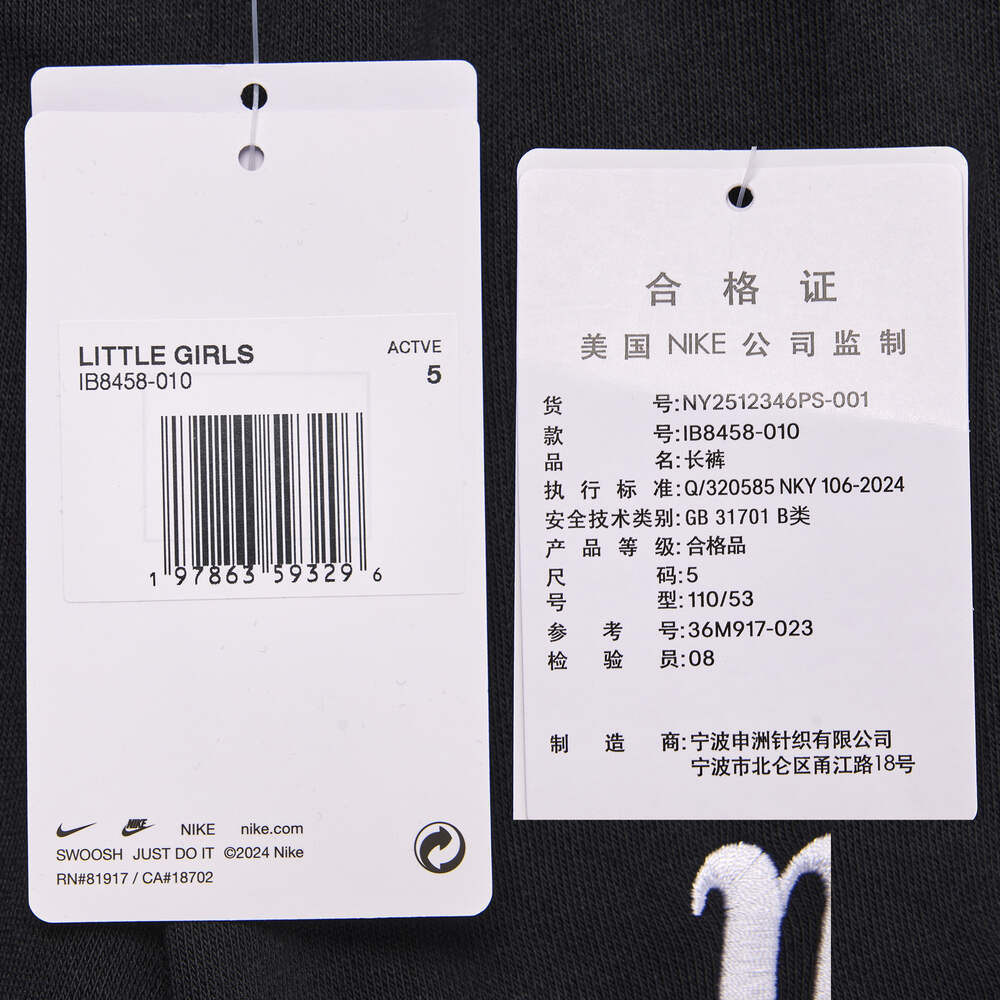 LITTLE GIRLS
ACTVE
IB8458-010
5
1 97863 59329 6
NIKE
NIKE nike.com
SWOOSH JUST DO IT ©2024 Nike
RN#81917 / CA#18702
合格证
美国NIKE公司监制
货号:NY2512346PS-001
款号:IB8458-010
品名:长裤
执行标准:Q/320585 NKY 106-2024
安全技术类别:GB 31701 B类
产品等级:合格品
尺码:5
号型:110/53
参考号:36M917-023
检验员:08
制造商:宁波申洲针织有限公司
宁波市北仑区甬江路18号